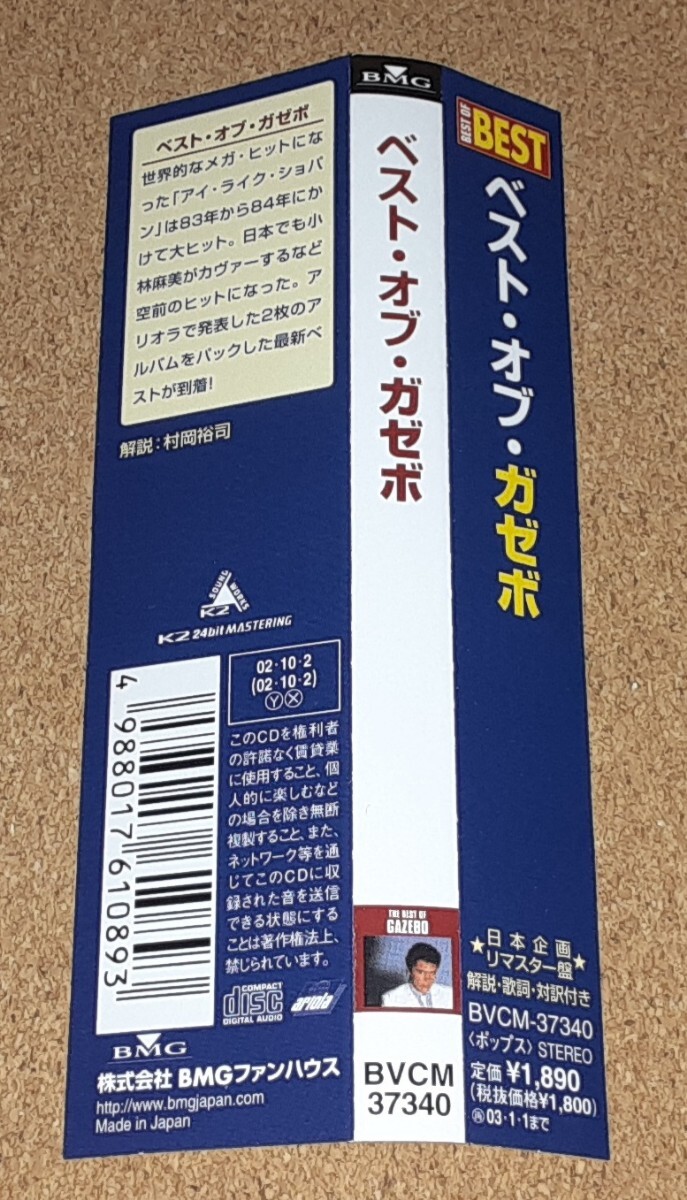 ベスト・オブ・ガゼボ
世界的なメガ・ヒットにな
った「アイ・ライク・ショパ
ン」は83年から84年にか
けて大ヒット。日本でも小
林麻美がカヴァーするなど
空前のヒットになった。ア
リオラで発表した2枚のア
ルバムをパックした最新ベ
ストが到着!
解説:村岡裕司
SOUND WORKS
K2
K2 24bit MASTERING
4 988017 610893
02・10・2
(02・10・2)
Ⓨ Ⓧ
このCDを権利者
の許諾なく賃貸業
に使用すること、個
人的に楽しむなど
の場合を除き無断
複製すること、また、
ネットワーク等を通
じてこのCDに収
録された音を送信
できる状態にする
ことは著作権法上、
禁じられています。
COMPACT
disc
DIGITAL AUDIO
ariola
BMG
株式会社 BMGファンハウス
http://www.bmgjapan.com
Made in Japan
BMG
ベスト・オブ・ガゼボ
THE BEST OF
GAZEBO
BVCM
37340
BEST OF
BEST
ベスト・オブ・ガゼボ
★日本企画★
リマスター盤
解説・歌詞・対訳付き
BVCM-37340
〈ポップス〉 STEREO
定価 ¥1,890
(税抜価格¥1,800)
㋐03・1・1まで